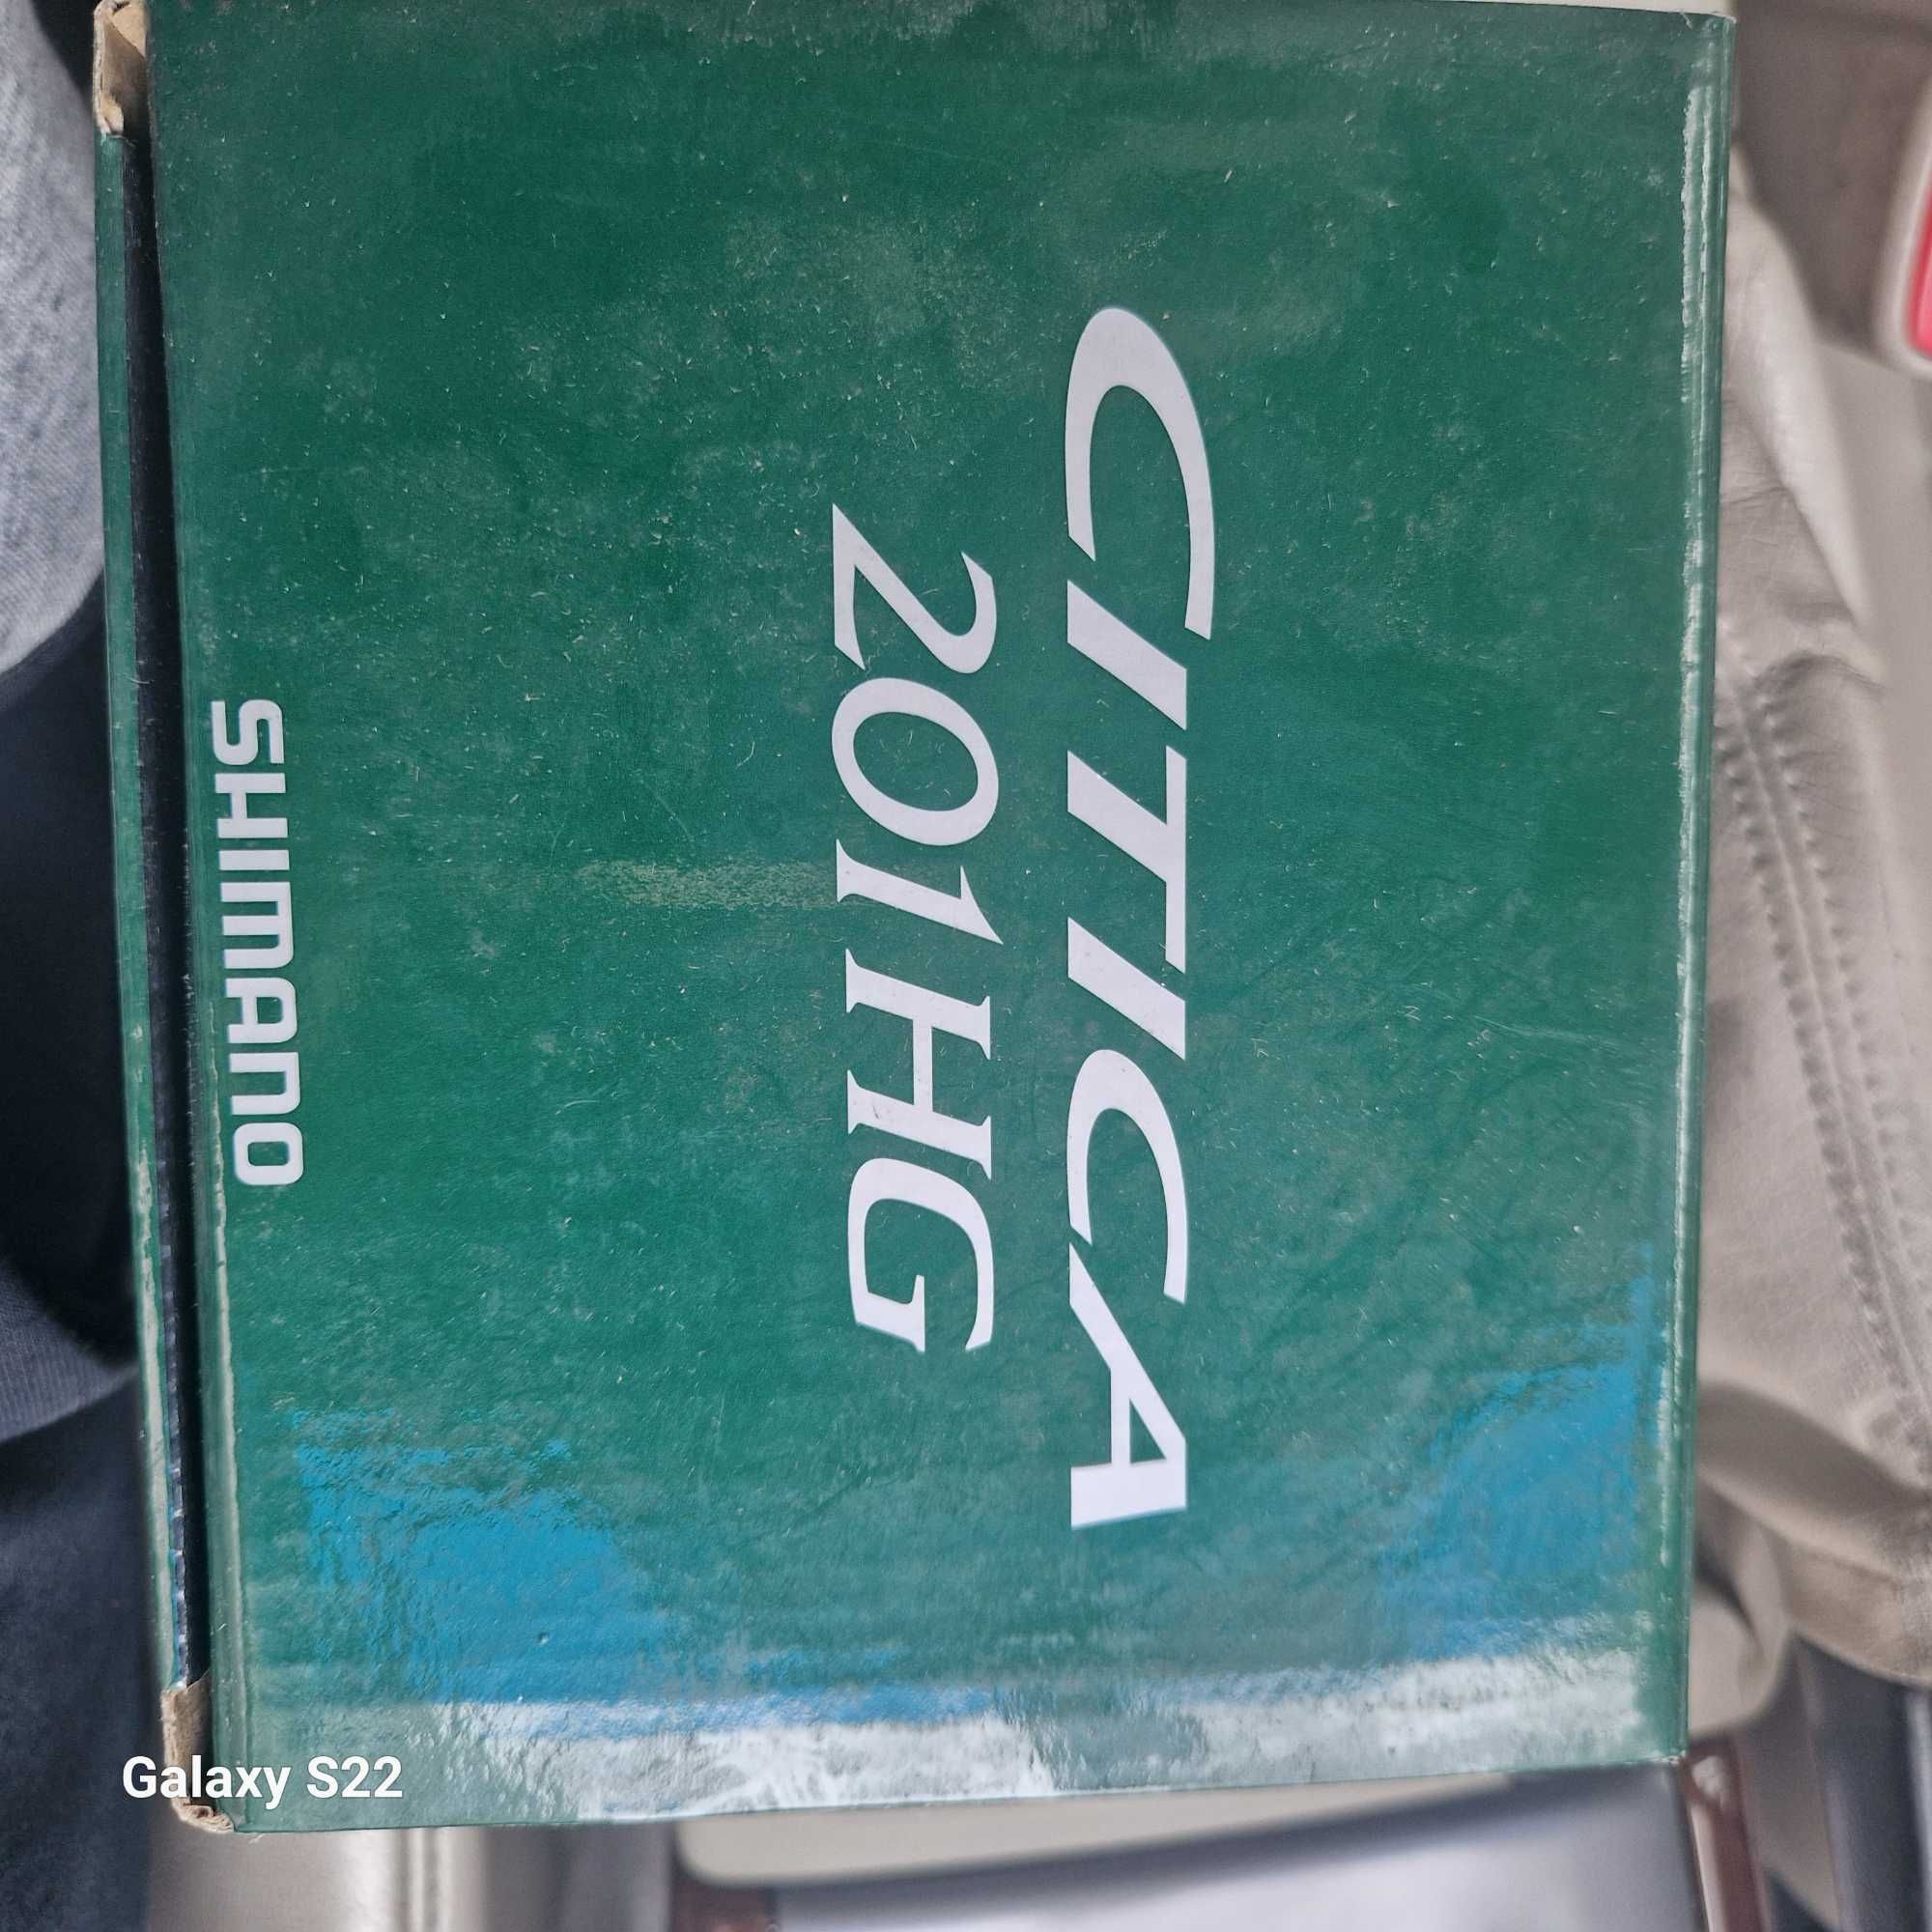 CITICA
201HG
SHIMANO
Galaxy S22